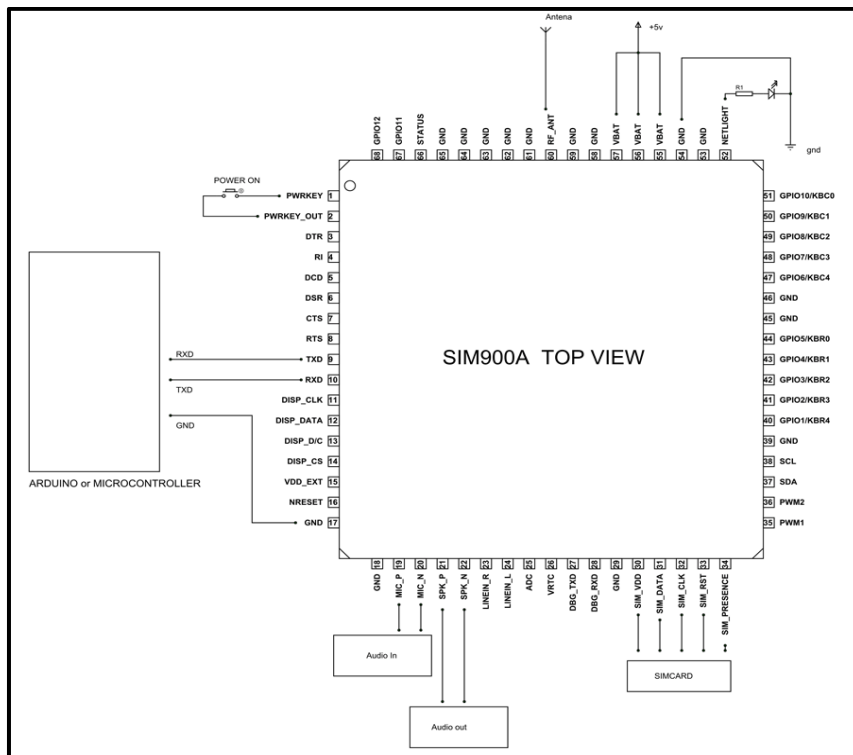 Antena
+5v
R1
gnd
68 GPIO12
67 GPIO11
66 STATUS
65 GND
64 GND
63 GND
62 GND
61 GND
60 RF_ANT
59 GND
58 GND
57 VBAT
56 VBAT
55 VBAT
54 GND
53 GND
52 NETLIGHT
POWER ON
PWRKEY 1
PWRKEY_OUT 2
DTR 3
RI 4
DCD 5
DSR 6
CTS 7
RTS 8
RXD
TXD 9
RXD 10
TXD
DISP_CLK 11
DISP_DATA 12
GND
DISP_D/C 13
DISP_CS 14
VDD_EXT 15
NRESET 16
GND 17
ARDUINO or MICROCONTROLLER
SIM900A TOP VIEW
51 GPIO10/KBC0
50 GPIO9/KBC1
49 GPIO8/KBC2
48 GPIO7/KBC3
47 GPIO6/KBC4
46 GND
45 GND
44 GPIO5/KBR0
43 GPIO4/KBR1
42 GPIO3/KBR2
41 GPIO2/KBR3
40 GPIO1/KBR4
39 GND
38 SCL
37 SDA
36 PWM2
35 PWM1
GND 18
MIC_P 19
MIC_N 20
SPK_P 21
SPK_N 22
LINEIN_R 23
LINEIN_L 24
ADC 25
VRTC 26
DBG_TXD 27
DBG_RXD 28
GND 29
SIM_VDD 30
SIM_DATA 31
SIM_CLK 32
SIM_RST 33
SIM_PRESENCE 34
Audio In
Audio out
SIMCARD